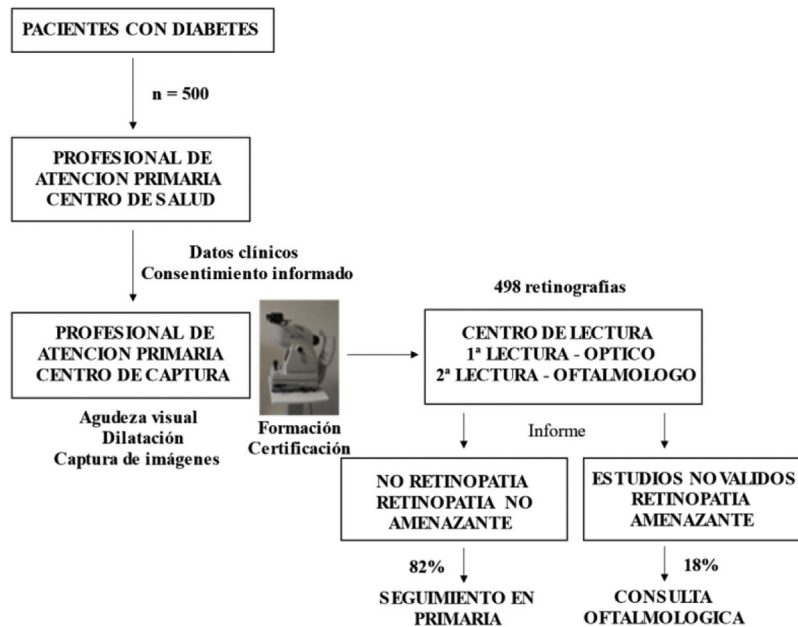 PACIENTES CON DIABETES
n = 500
PROFESIONAL DE
ATENCION PRIMARIA
CENTRO DE SALUD
Datos clínicos
Consentimiento informado
498 retinografías
PROFESIONAL DE
ATENCION PRIMARIA
CENTRO DE CAPTURA
CENTRO DE LECTURA
1ª LECTURA - OPTICO
2ª LECTURA - OFTALMOLOGO
Agudeza visual
Dilatación
Captura de imágenes
Formación
Certificación
Informe
NO RETINOPATIA
RETINOPATIA NO
AMENAZANTE
ESTUDIOS NO VALIDOS
RETINOPATIA
AMENAZANTE
82%
18%
SEGUIMIENTO EN
PRIMARIA
CONSULTA
OFTALMOLOGICA